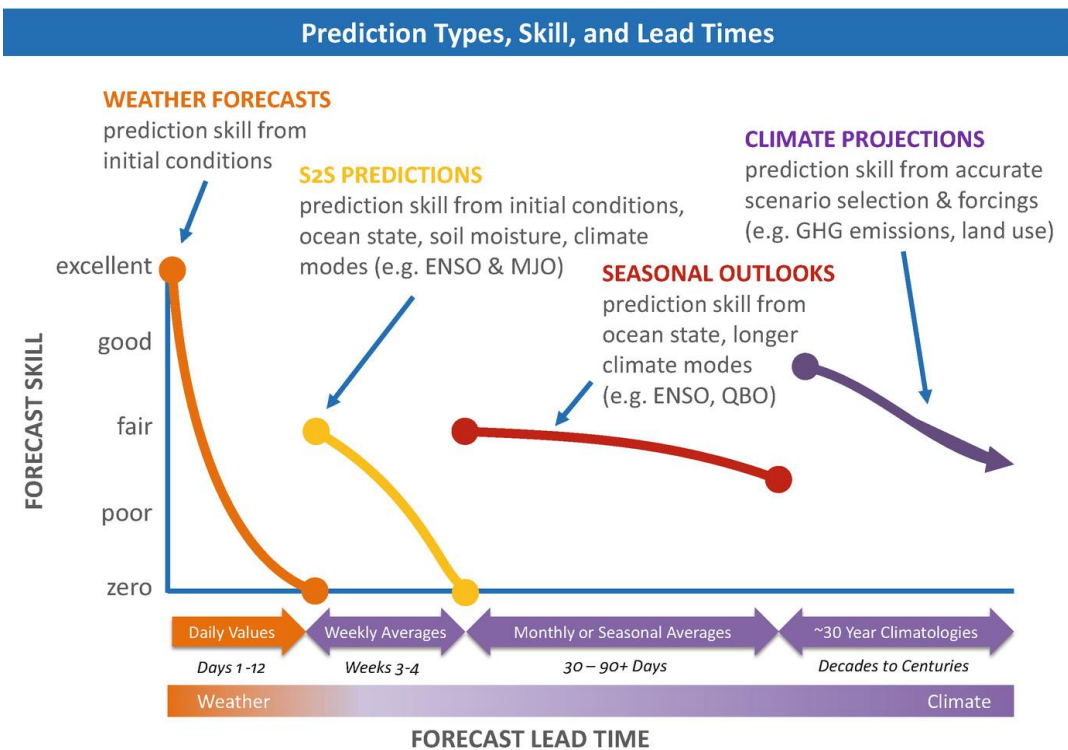 Prediction Types, Skill, and Lead Times
WEATHER FORECASTS
prediction skill from
initial conditions
S2S PREDICTIONS
prediction skill from initial conditions,
ocean state, soil moisture, climate
modes (e.g. ENSO & MJO)
CLIMATE PROJECTIONS
prediction skill from accurate
scenario selection & forcings
(e.g. GHG emissions, land use)
SEASONAL OUTLOOKS
prediction skill from
ocean state, longer
climate modes
(e.g. ENSO, QBO)
FORECAST SKILL
excellent
good
fair
poor
zero
Daily Values
Weekly Averages
Monthly or Seasonal Averages
~30 Year Climatologies
Days 1 -12
Weeks 3-4
30 – 90+ Days
Decades to Centuries
Weather
Climate
FORECAST LEAD TIME